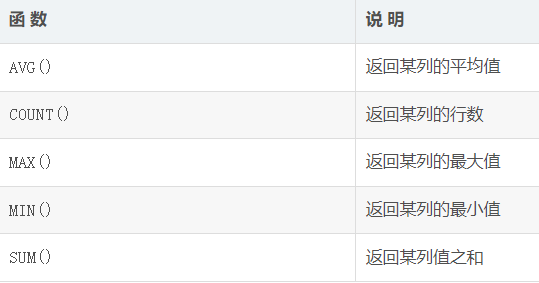 函 数 说 明
AVG() 返回某列的平均值
COUNT() 返回某列的行数
MAX() 返回某列的最大值
MIN() 返回某列的最小值
SUM() 返回某列值之和